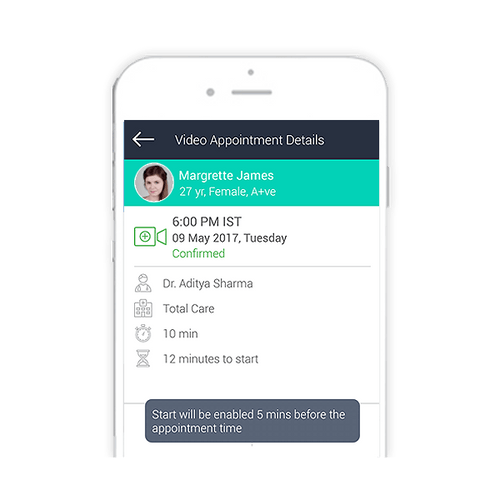 Video Appointment Details
Margrette James
27 yr, Female, A+ve
6:00 PM IST
09 May 2017, Tuesday
Confirmed
Dr. Aditya Sharma
Total Care
10 min
12 minutes to start
Start will be enabled 5 mins before the
appointment time